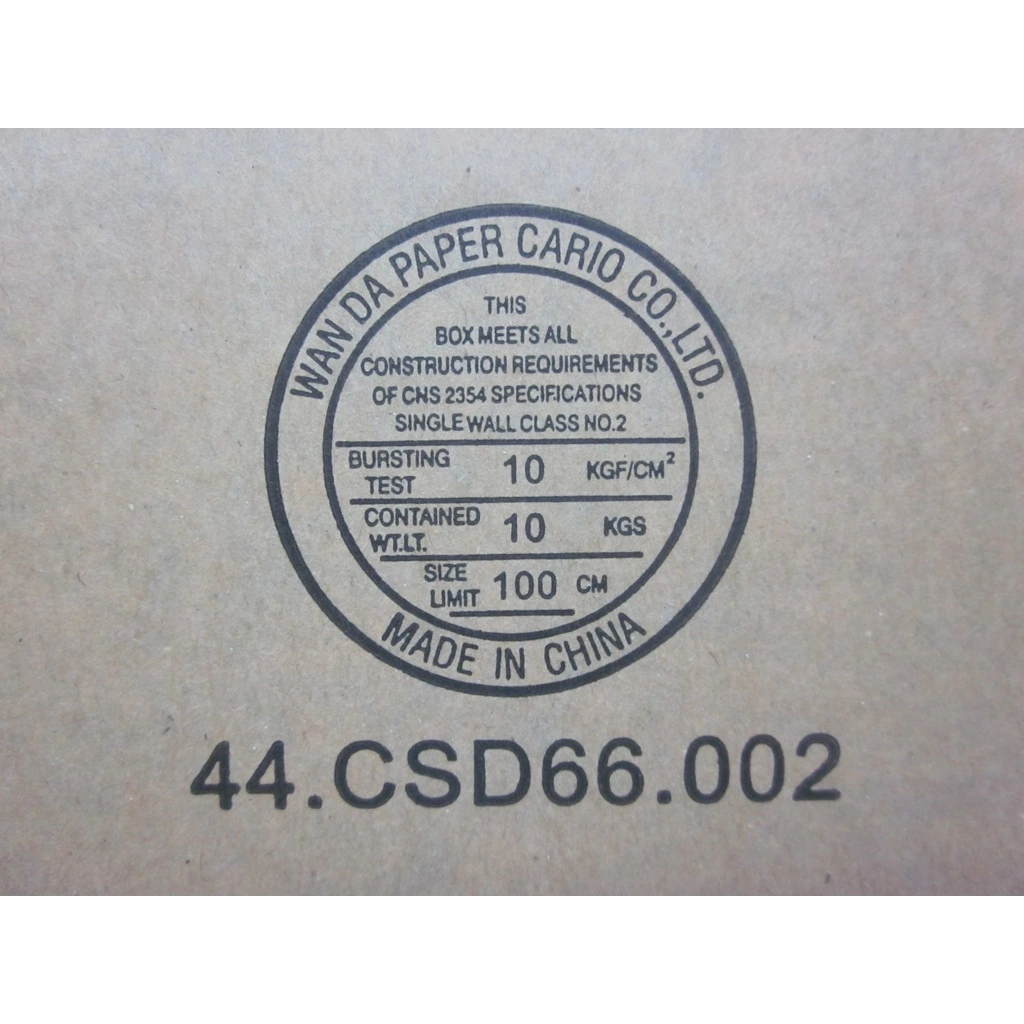 WAN DA PAPER CARIO CO.,LTD.
THIS
BOX MEETS ALL
CONSTRUCTION REQUIREMENTS
OF CNS 2354 SPECIFICATIONS
SINGLE WALL CLASS NO.2
BURSTING TEST 10 KGF/CM²
CONTAINED WT.LT. 10 KGS
SIZE LIMIT 100 CM
MADE IN CHINA
44.CSD66.002